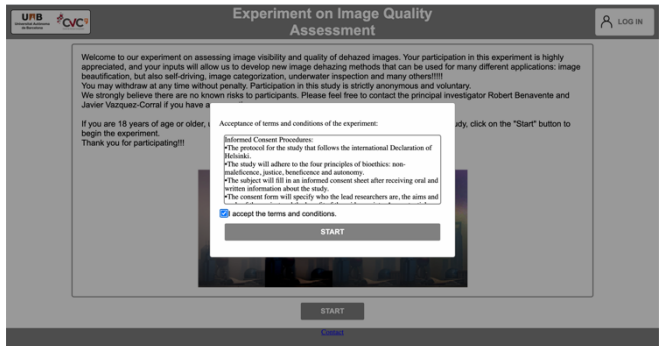 Experiment on Image Quality
Assessment
UAB
Universitat Autònoma
de Barcelona
CVC
LOG IN
Welcome to our experiment on assessing image visibility and quality of dehazed images. Your participation in this experiment is highly
appreciated, and your inputs will allow us to develop new image dehazing methods that can be used for many different applications: image
beautification, but also self-driving, image categorization, underwater inspection and many others!!!!!
You may withdraw at any time without penalty. Participation in this study is strictly anonymous and voluntary.
We strongly believe there are no known risks to participants. Please feel free to contact the principal investigator Robert Benavente and
Javier Vazquez-Corral if you have a
If you are 18 years of age or older, u
udy, click on the "Start" button to
begin the experiment.
Thank you for participating!!!
Acceptance of terms and conditions of the experiment:
Informed Consent Procedures:
•The protocol for the study that follows the international Declaration of
Helsinki.
•The study will adhere to the four principles of bioethics: non-
maleficence, justice, beneficence and autonomy.
•The subject will fill in an informed consent sheet after receiving oral and
written information about the study.
•The consent form will specify who the lead researchers are, the aims and
I accept the terms and conditions.
START
START
Contact